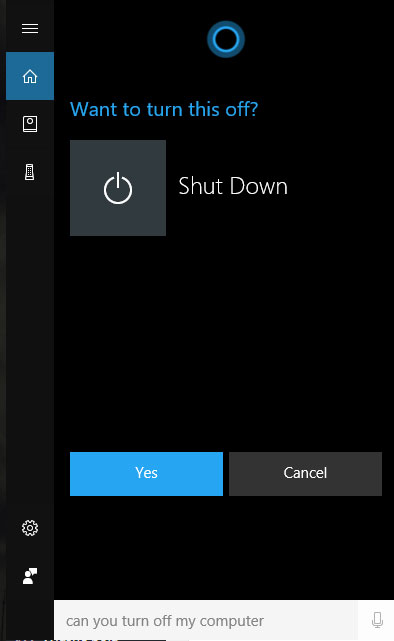 Want to turn this off?
Shut Down
Yes
Cancel
can you turn off my computer